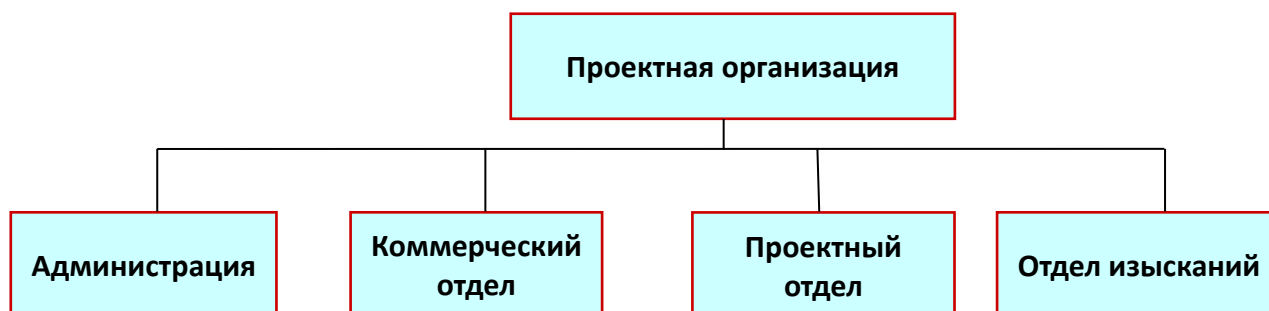 Проектная организация
Администрация
Коммерческий
отдел
Проектный
отдел
Отдел изысканий